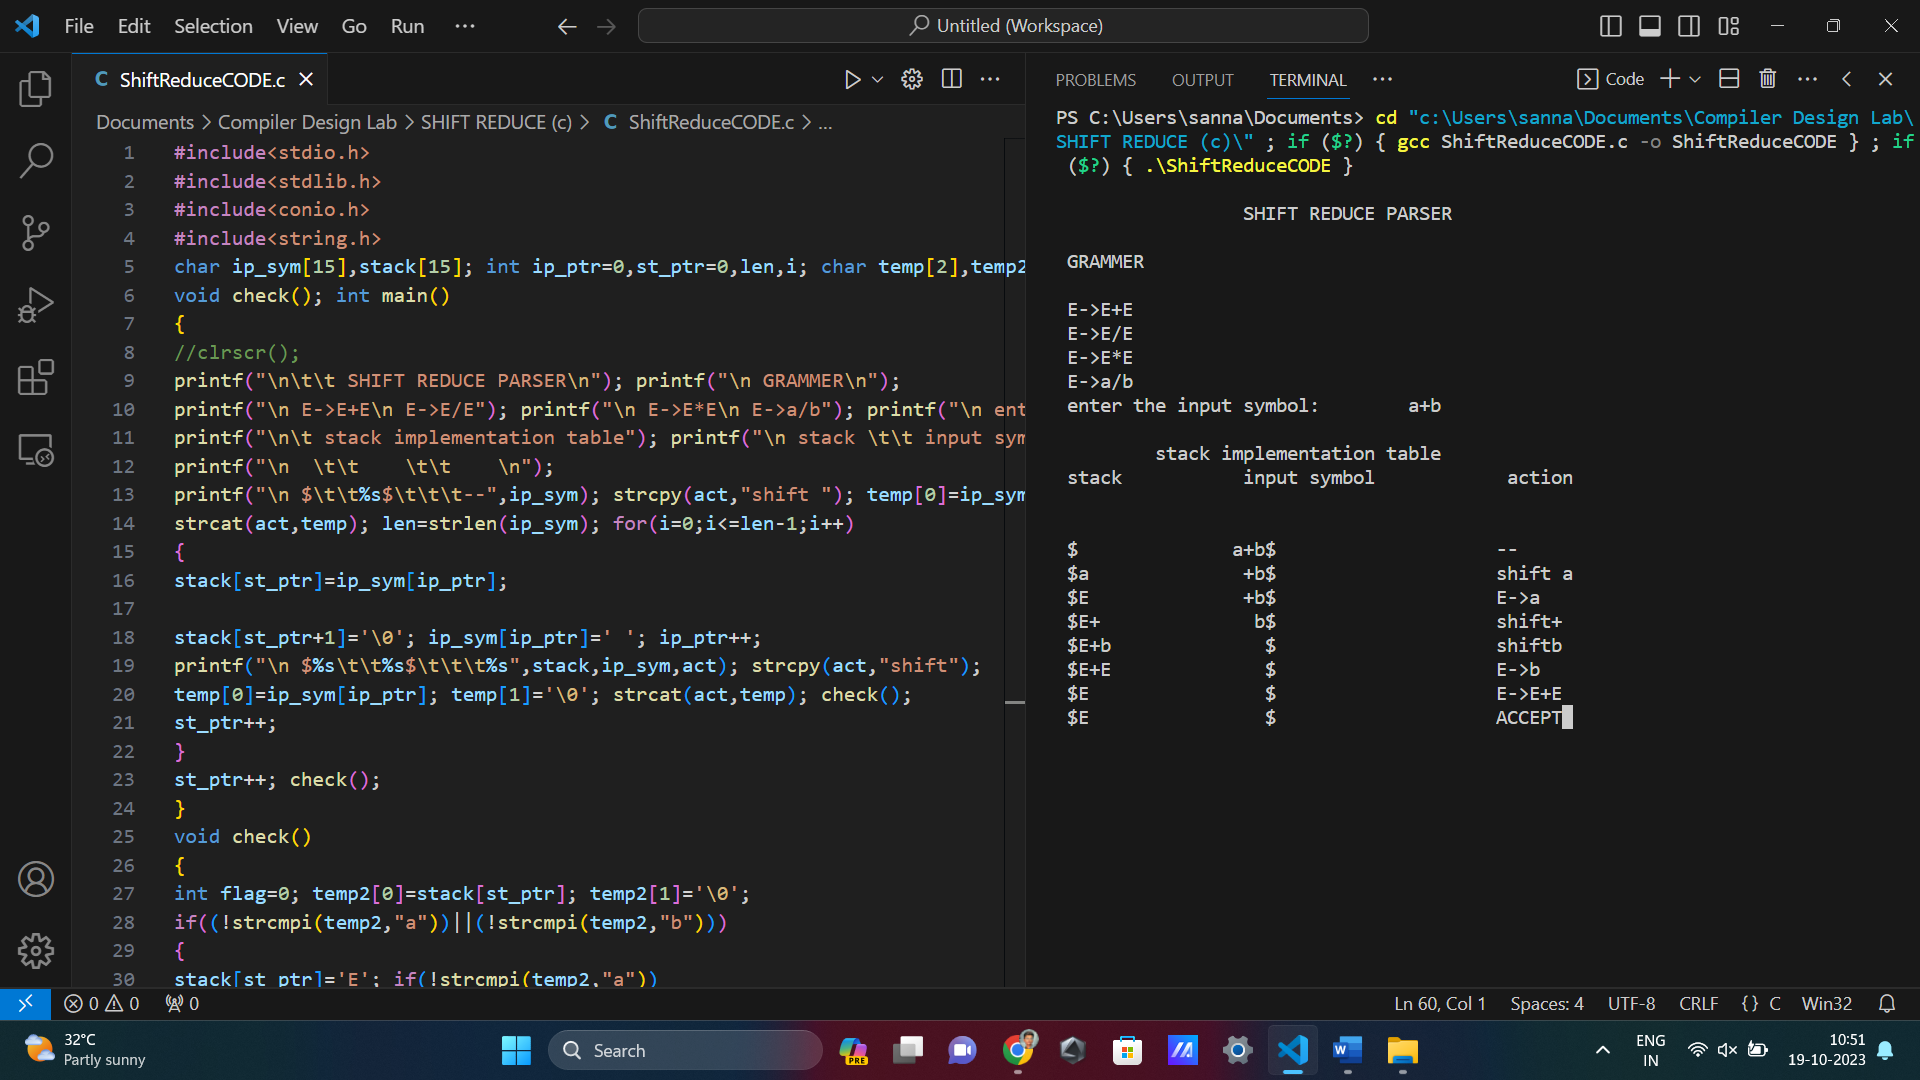 File Edit Selection View Go Run ··· Untitled (Workspace)
C ShiftReduceCODE.c
Documents > Compiler Design Lab > SHIFT REDUCE (c) > C ShiftReduceCODE.c > ...
1 #include<stdio.h>
2 #include<stdlib.h>
3 #include<conio.h>
4 #include<string.h>
5 char ip_sym[15],stack[15]; int ip_ptr=0,st_ptr=0,len,i; char temp[2],temp2
6 void check(); int main()
7 {
8 //clrscr();
9 printf("\n\t\t SHIFT REDUCE PARSER\n"); printf("\n GRAMMER\n");
10 printf("\n E->E+E\n E->E/E"); printf("\n E->E*E\n E->a/b"); printf("\n ent
11 printf("\n\t stack implementation table"); printf("\n stack \t\t input sym
12 printf("\n  \t\t    \t\t    \n");
13 printf("\n $\t\t%s$\t\t\t--",ip_sym); strcpy(act,"shift "); temp[0]=ip_sym
14 strcat(act,temp); len=strlen(ip_sym); for(i=0;i<=len-1;i++)
15 {
16 stack[st_ptr]=ip_sym[ip_ptr];
17
18 stack[st_ptr+1]='\0'; ip_sym[ip_ptr]=' '; ip_ptr++;
19 printf("\n $%s\t\t%s$\t\t\t%s",stack,ip_sym,act); strcpy(act,"shift");
20 temp[0]=ip_sym[ip_ptr]; temp[1]='\0'; strcat(act,temp); check();
21 st_ptr++;
22 }
23 st_ptr++; check();
24 }
25 void check()
26 {
27 int flag=0; temp2[0]=stack[st_ptr]; temp2[1]='\0';
28 if((!strcmpi(temp2,"a"))||(!strcmpi(temp2,"b")))
29 {
30 stack[st_ptr]='E'; if(!strcmpi(temp2,"a"))
PROBLEMS OUTPUT TERMINAL ··· Code
PS C:\Users\sanna\Documents> cd "c:\Users\sanna\Documents\Compiler Design Lab\
SHIFT REDUCE (c)\" ; if ($?) { gcc ShiftReduceCODE.c -o ShiftReduceCODE } ; if
($?) { .\ShiftReduceCODE }
SHIFT REDUCE PARSER
GRAMMER
E->E+E
E->E/E
E->E*E
E->a/b
enter the input symbol: a+b
stack implementation table
stack input symbol action
$ a+b$ --
$a +b$ shift a
$E +b$ E->a
$E+ b$ shift+
$E+b $ shiftb
$E+E $ E->b
$E $ E->E+E
$E $ ACCEPT
0 0 0 Ln 60, Col 1 Spaces: 4 UTF-8 CRLF {} C Win32
32°C
Partly sunny
Search
PRE
W
ENG
IN
10:51
19-10-2023